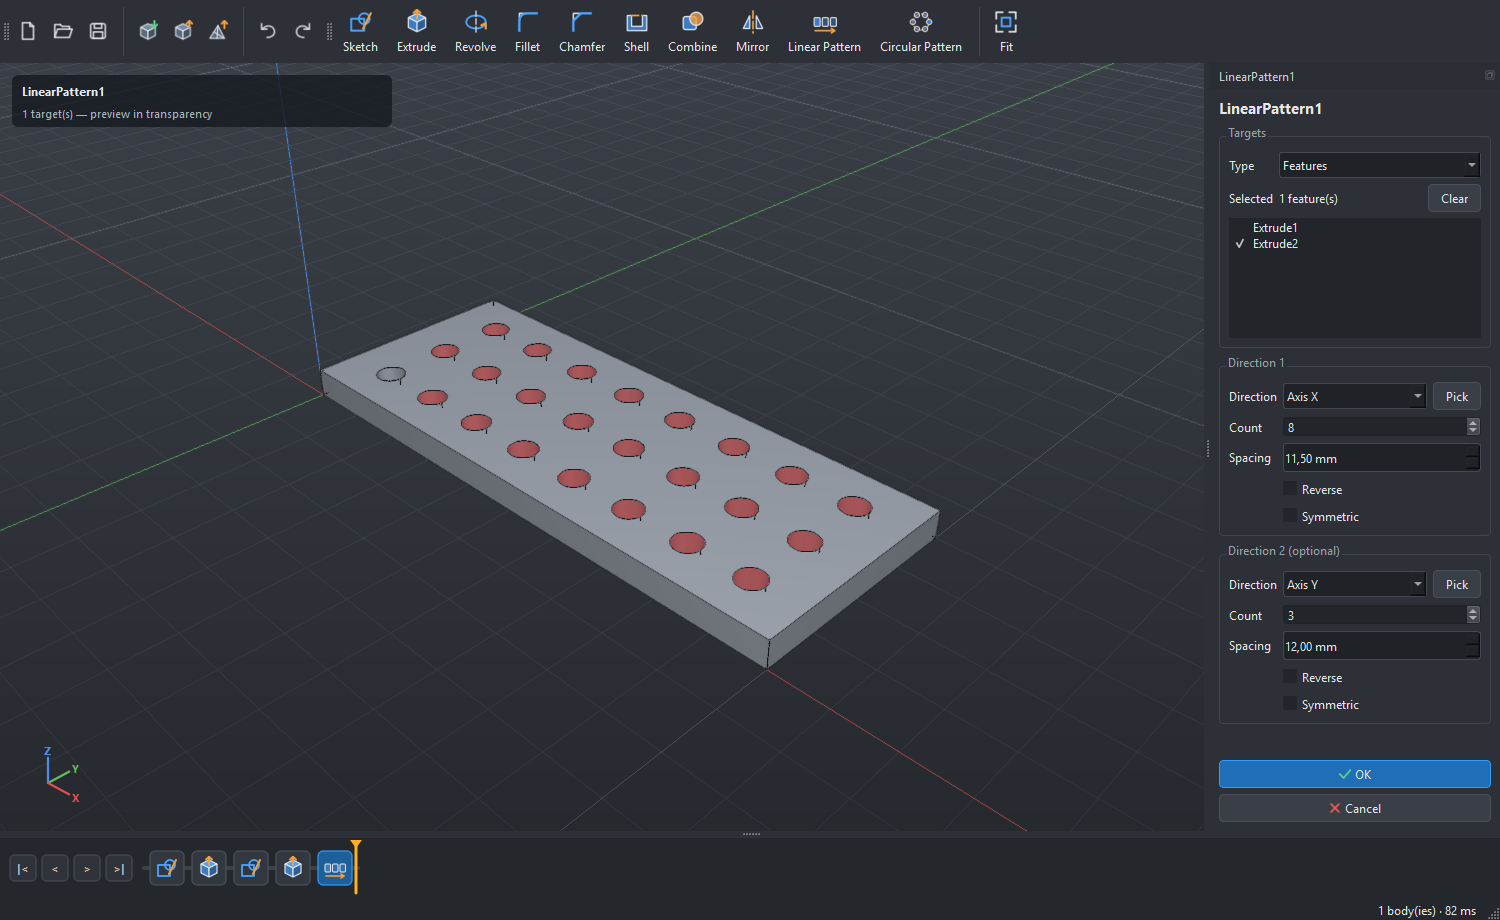 Sketch Extrude Revolve Fillet Chamfer Shell Combine Mirror Linear Pattern Circular Pattern Fit
LinearPattern1
1 target(s) — preview in transparency
LinearPattern1
LinearPattern1
Targets
Type Features
Selected 1 feature(s) Clear
Extrude1
✓ Extrude2
Direction 1
Direction Axis X Pick
Count 8
Spacing 11,50 mm
Reverse
Symmetric
Direction 2 (optional)
Direction Axis Y Pick
Count 3
Spacing 12,00 mm
Reverse
Symmetric
OK
Cancel
Z
Y
X
|< < > >|
1 body(ies) · 82 ms